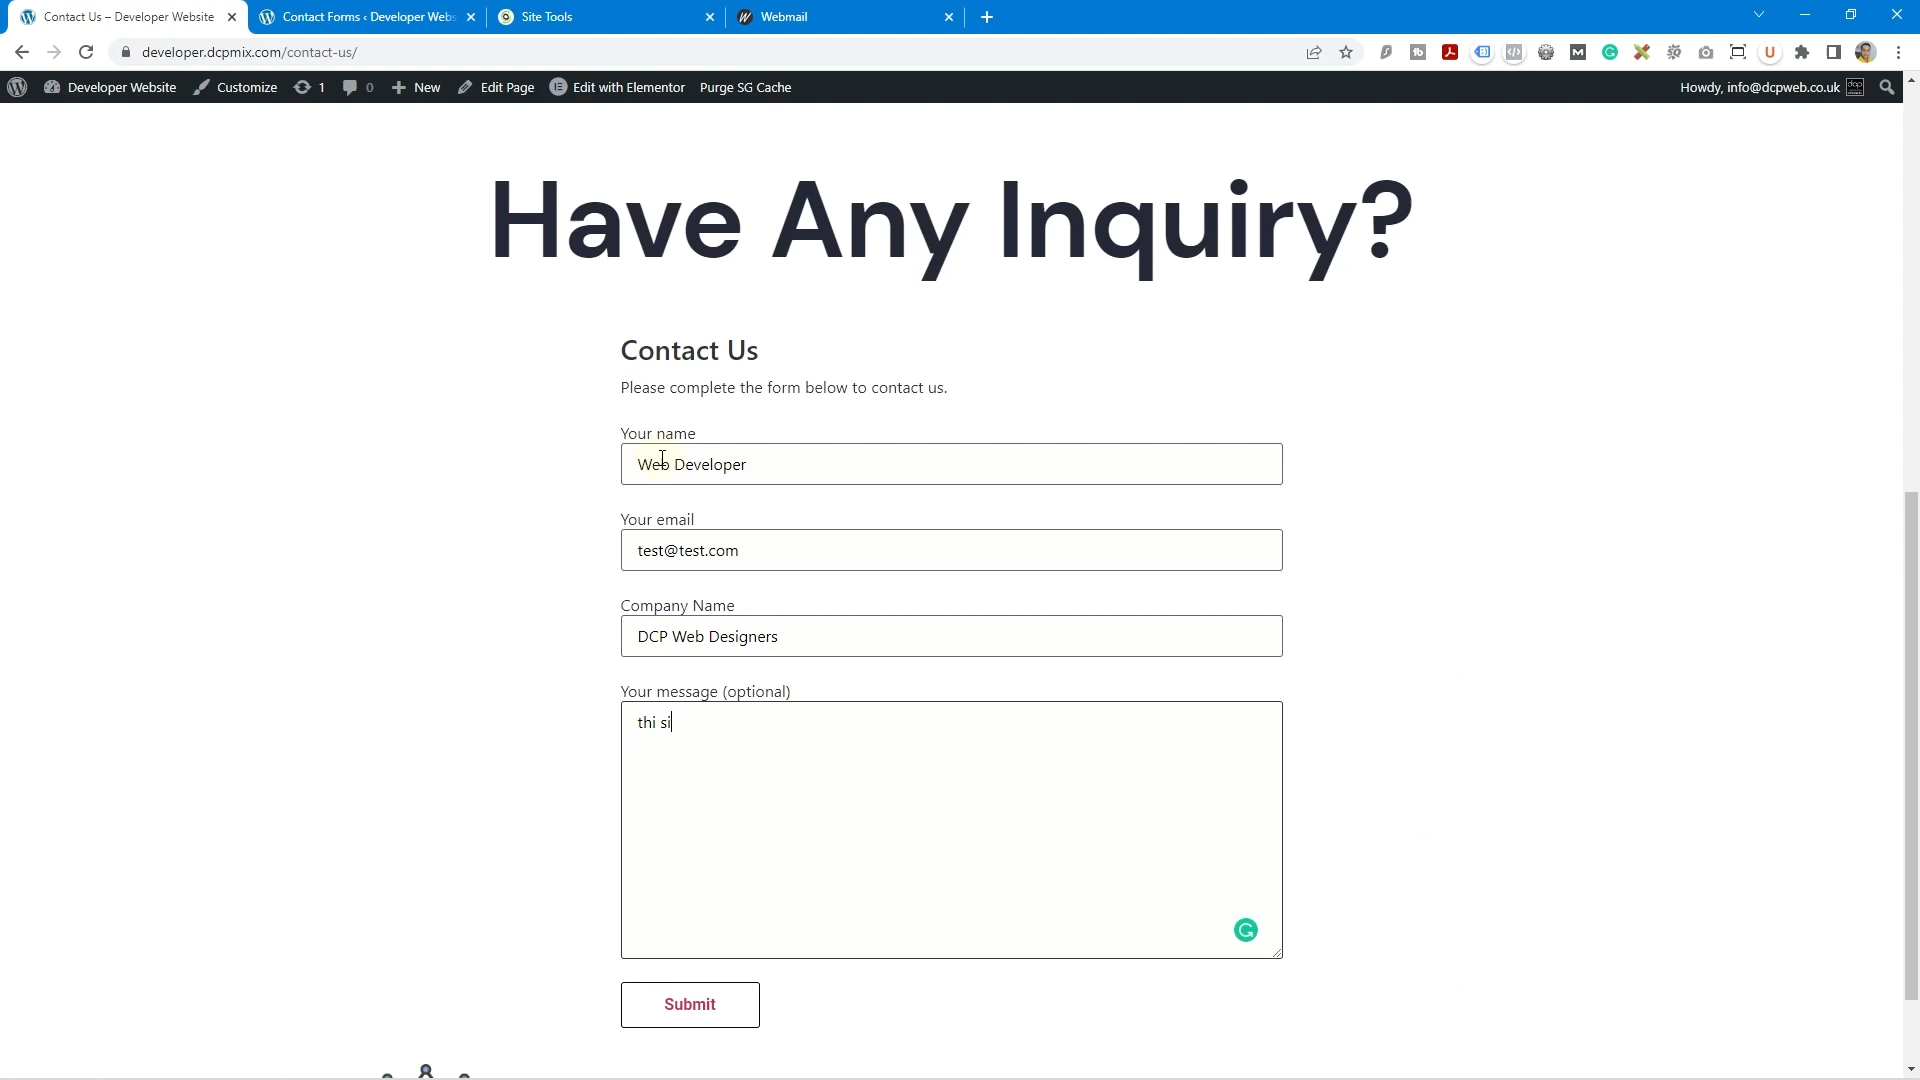 Contact Us – Developer Website
Contact Forms ‹ Developer Webs
Site Tools
Webmail
developer.dcpmix.com/contact-us/
Developer Website
Customize
1
0
New
Edit Page
Edit with Elementor
Purge SG Cache
Howdy, info@dcpweb.co.uk
Have Any Inquiry?
Contact Us
Please complete the form below to contact us.
Your name
Web Developer
Your email
test@test.com
Company Name
DCP Web Designers
Your message (optional)
thi si
Submit